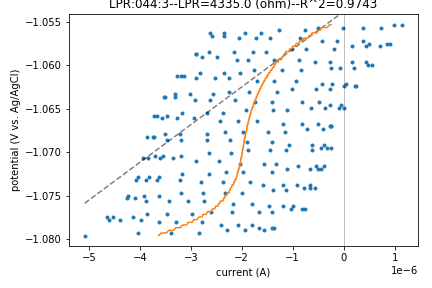 LPR:044:3--LPR=4335.0 (ohm)--R^2=0.9743
potential (V vs. Ag/AgCl)
−1.055
−1.060
−1.065
−1.070
−1.075
−1.080
−5 −4 −3 −2 −1 0 1
1e−6
current (A)